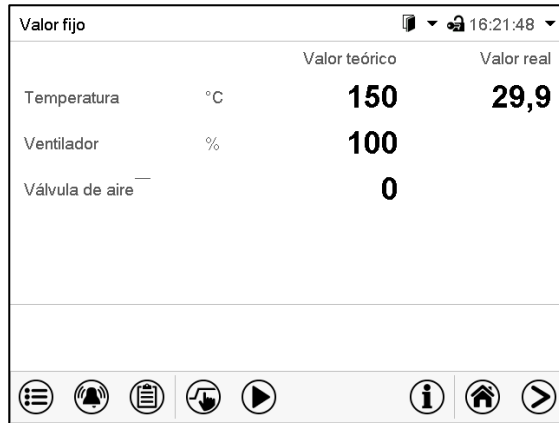 Valor fijo 16:21:48
Valor teórico Valor real
Temperatura °C 150 29,9
Ventilador % 100
Válvula de aire 0